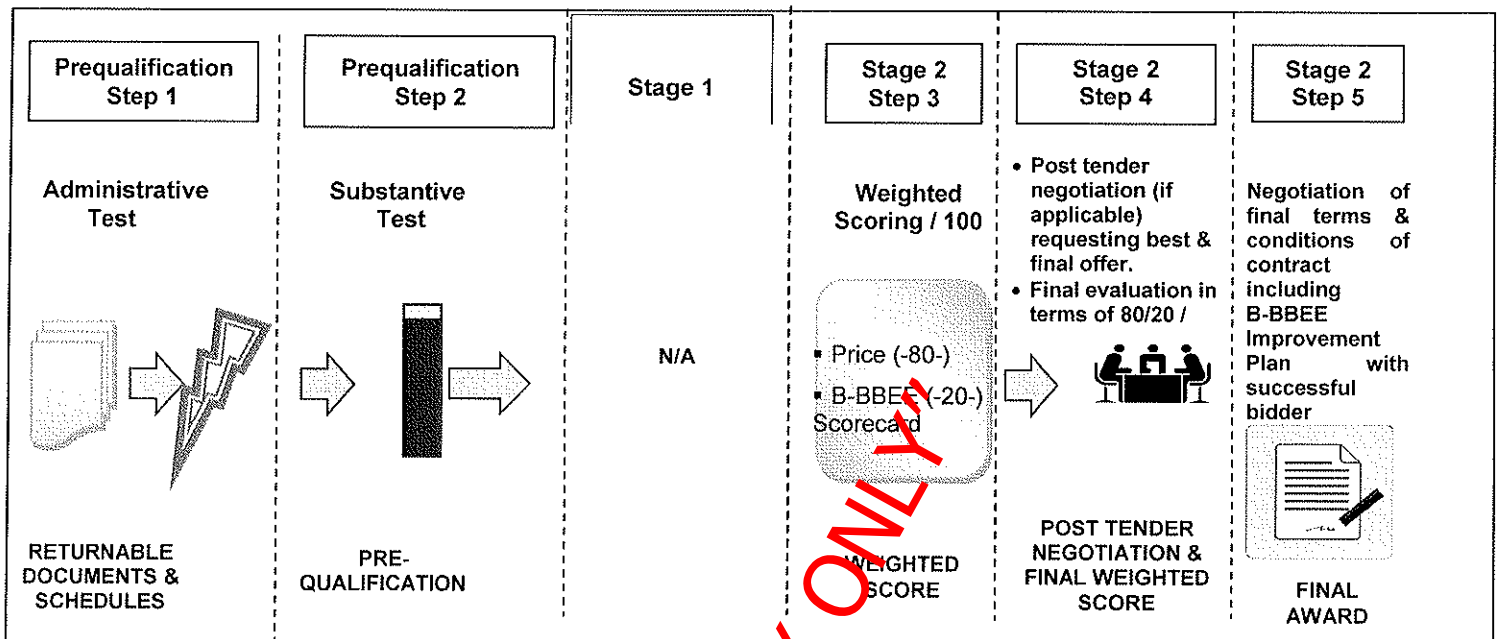 Prequalification
Step 1
Administrative
Test
RETURNABLE
DOCUMENTS &
SCHEDULES
Prequalification
Step 2
Substantive
Test
PRE-
QUALIFICATION
Stage 1
N/A
Stage 2
Step 3
Weighted
Scoring / 100
▪ Price (-80-)
▪ B-BBEE (-20-)
Scorecard
WEIGHTED
SCORE
Stage 2
Step 4
• Post tender
negotiation (if
applicable)
requesting best &
final offer.
• Final evaluation in
terms of 80/20 /
POST TENDER
NEGOTIATION &
FINAL WEIGHTED
SCORE
Stage 2
Step 5
Negotiation of
final terms &
conditions of
contract
including
B-BBEE
Improvement
Plan with
successful
bidder
FINAL
AWARD
ONLY"